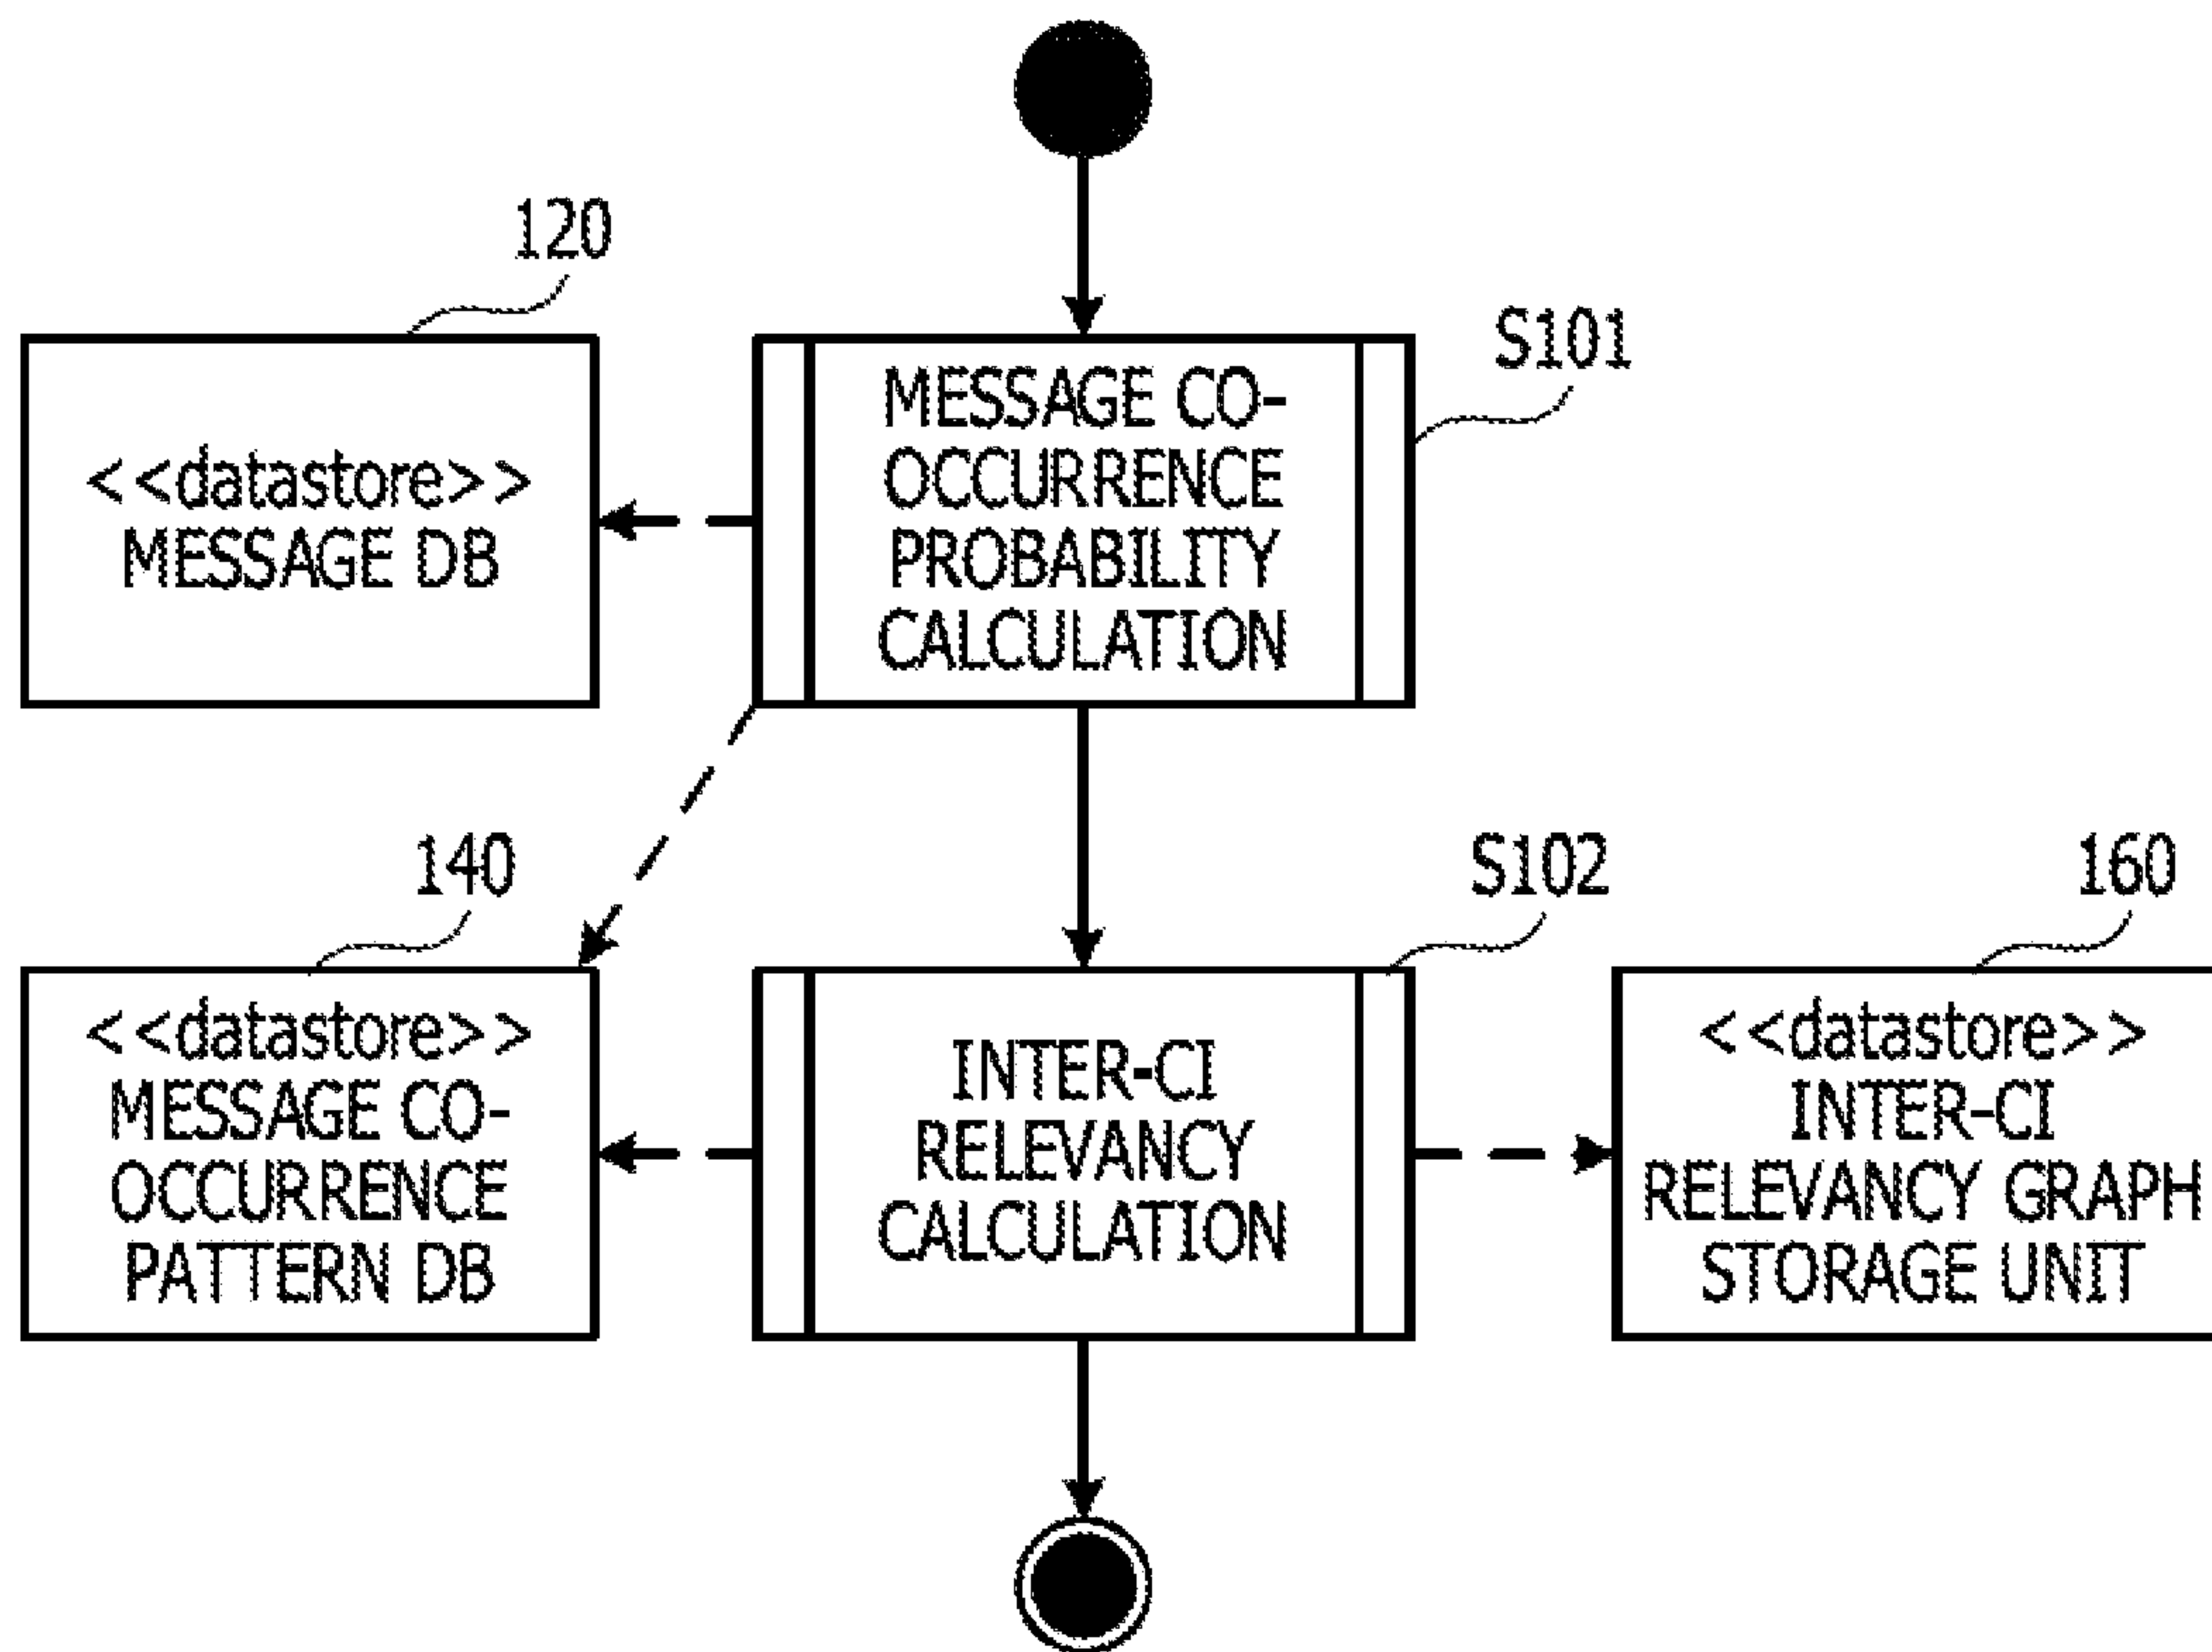 120
S101
<<datastore>>
MESSAGE DB
MESSAGE CO-
OCCURRENCE
PROBABILITY
CALCULATION
140
S102
160
<<datastore>>
MESSAGE CO-
OCCURRENCE
PATTERN DB
INTER-CI
RELEVANCY
CALCULATION
<<datastore>>
INTER-CI
RELEVANCY GRAPH
STORAGE UNIT